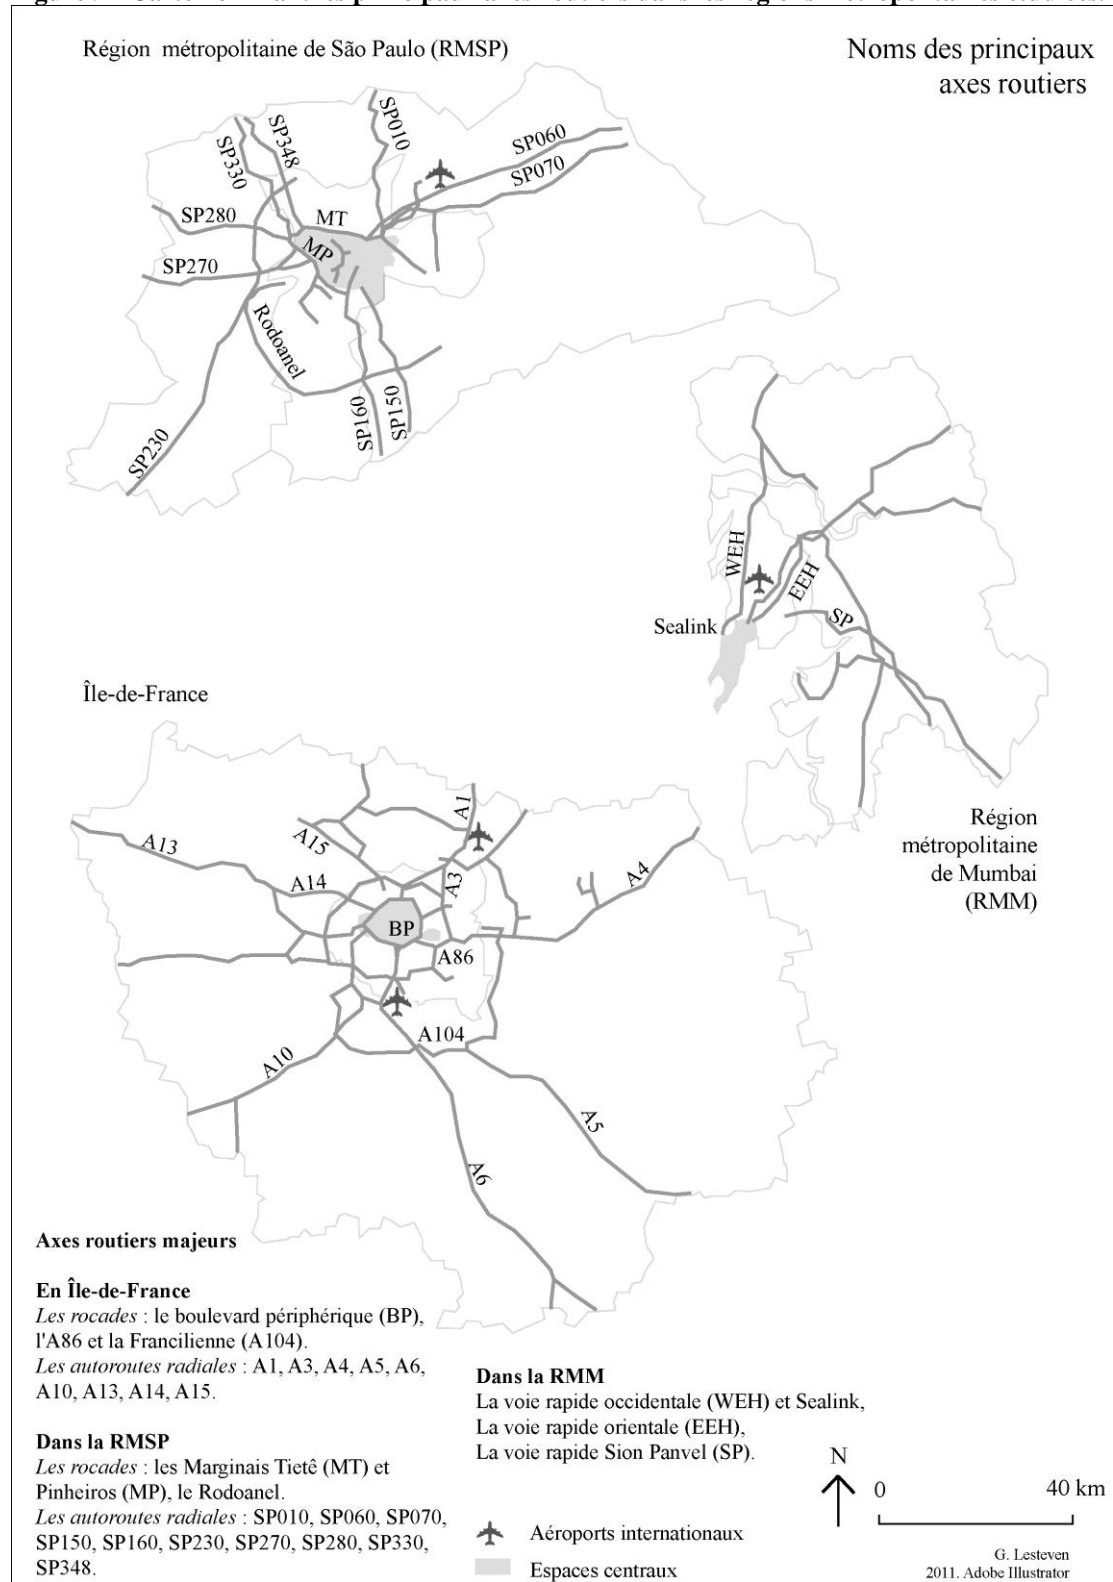 Région métropolitaine de São Paulo (RMSP)
Noms des principaux
axes routiers
SP010
SP348
SP330
SP060
SP070
SP280
MT
MP
SP270
Rodoanel
SP160
SP150
SP230
WEH
EEH
SP
Sealink
Île-de-France
Région
métropolitaine
de Mumbai
(RMM)
A1
A13
A15
A14
A3
A4
BP
A86
A104
A10
A5
A6
Axes routiers majeurs
En Île-de-France
Les rocades : le boulevard périphérique (BP),
l'A86 et la Francilienne (A104).
Les autoroutes radiales : A1, A3, A4, A5, A6,
A10, A13, A14, A15.
Dans la RMSP
Les rocades : les Marginais Tietê (MT) et
Pinheiros (MP), le Rodoanel.
Les autoroutes radiales : SP010, SP060, SP070,
SP150, SP160, SP230, SP270, SP280, SP330,
SP348.
Dans la RMM
La voie rapide occidentale (WEH) et Sealink,
La voie rapide orientale (EEH),
La voie rapide Sion Panvel (SP).
Aéroports internationaux
Espaces centraux
N
0 40 km
G. Lesteven
2011. Adobe Illustrator